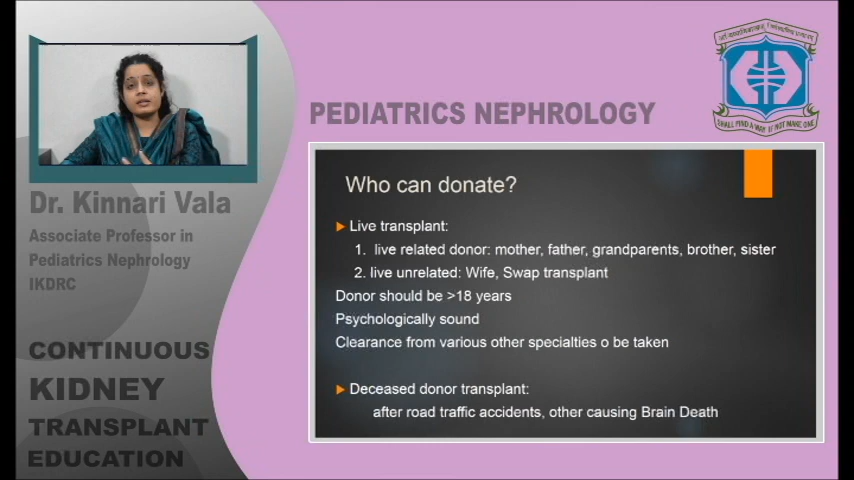 PEDIATRICS NEPHROLOGY
SHALL FIND A WAY IF NOT MAKE ONE
Dr. Kinnari Vala
Associate Professor in
Pediatrics Nephrology
IKDRC
CONTINUOUS
KIDNEY
TRANSPLANT
EDUCATION
Who can donate?
Live transplant:
1. live related donor: mother, father, grandparents, brother, sister
2. live unrelated: Wife, Swap transplant
Donor should be >18 years
Psychologically sound
Clearance from various other specialties o be taken
Deceased donor transplant:
after road traffic accidents, other causing Brain Death